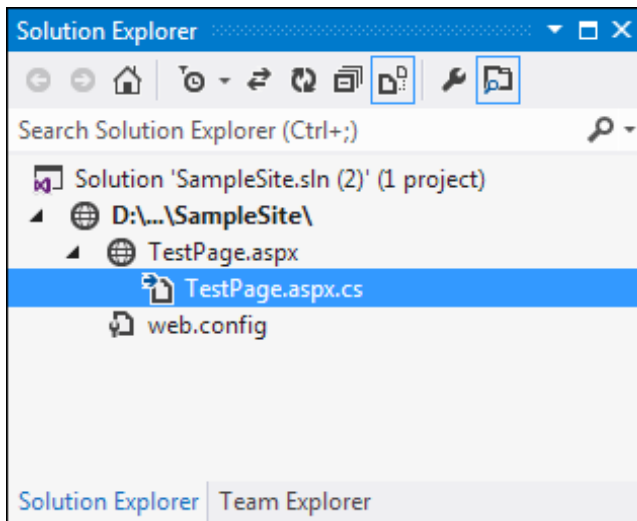 Solution Explorer
Search Solution Explorer (Ctrl+;)
Solution 'SampleSite.sln (2)' (1 project)
D:\...\SampleSite\
TestPage.aspx
TestPage.aspx.cs
web.config
Solution Explorer Team Explorer